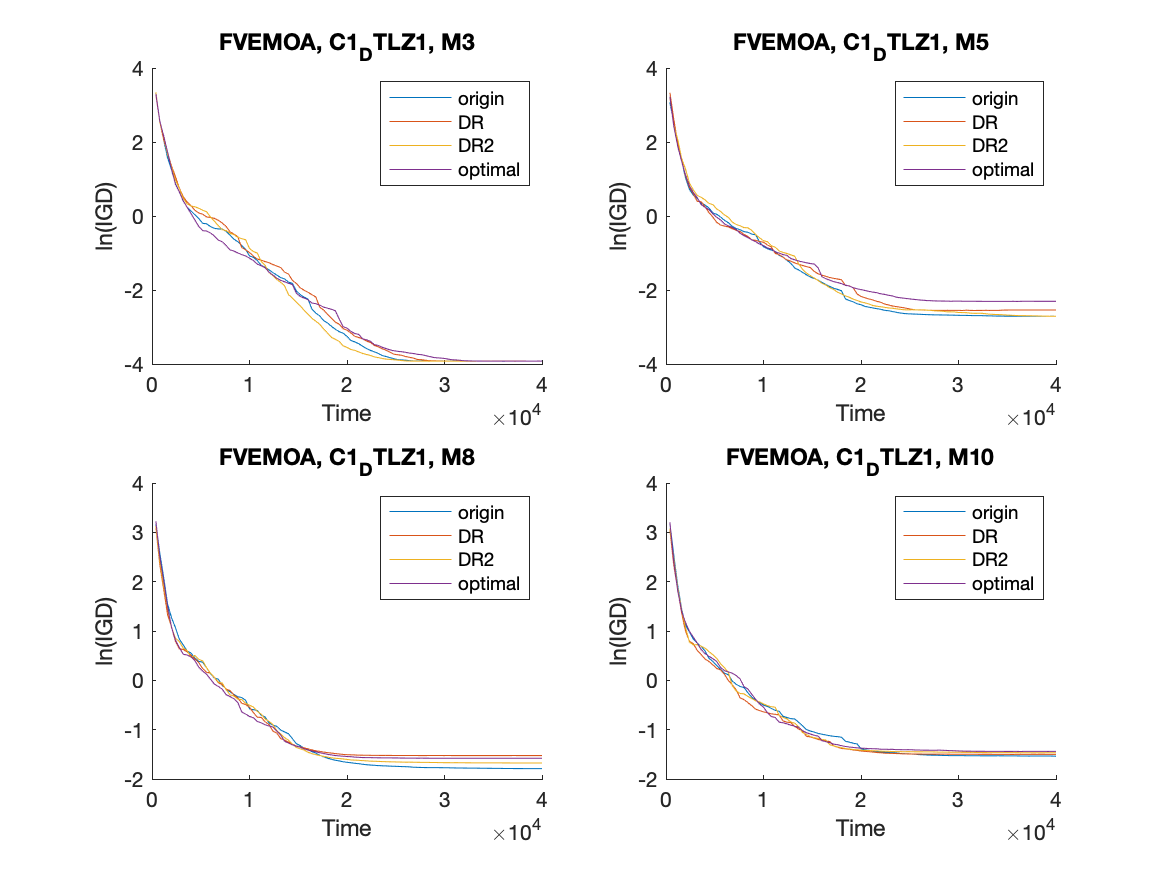 FVEMOA, C1DTLZ1, M3
4
2
0
-2
-4
ln(IGD)
origin
DR
DR2
optimal
0
1
2
3
4
Time
×10^4
FVEMOA, C1DTLZ1, M5
4
2
0
-2
-4
ln(IGD)
origin
DR
DR2
optimal
0
1
2
3
4
Time
×10^4
FVEMOA, C1DTLZ1, M8
4
3
2
1
0
-1
-2
ln(IGD)
origin
DR
DR2
optimal
0
1
2
3
4
Time
×10^4
FVEMOA, C1DTLZ1, M10
4
3
2
1
0
-1
-2
ln(IGD)
origin
DR
DR2
optimal
0
1
2
3
4
Time
×10^4